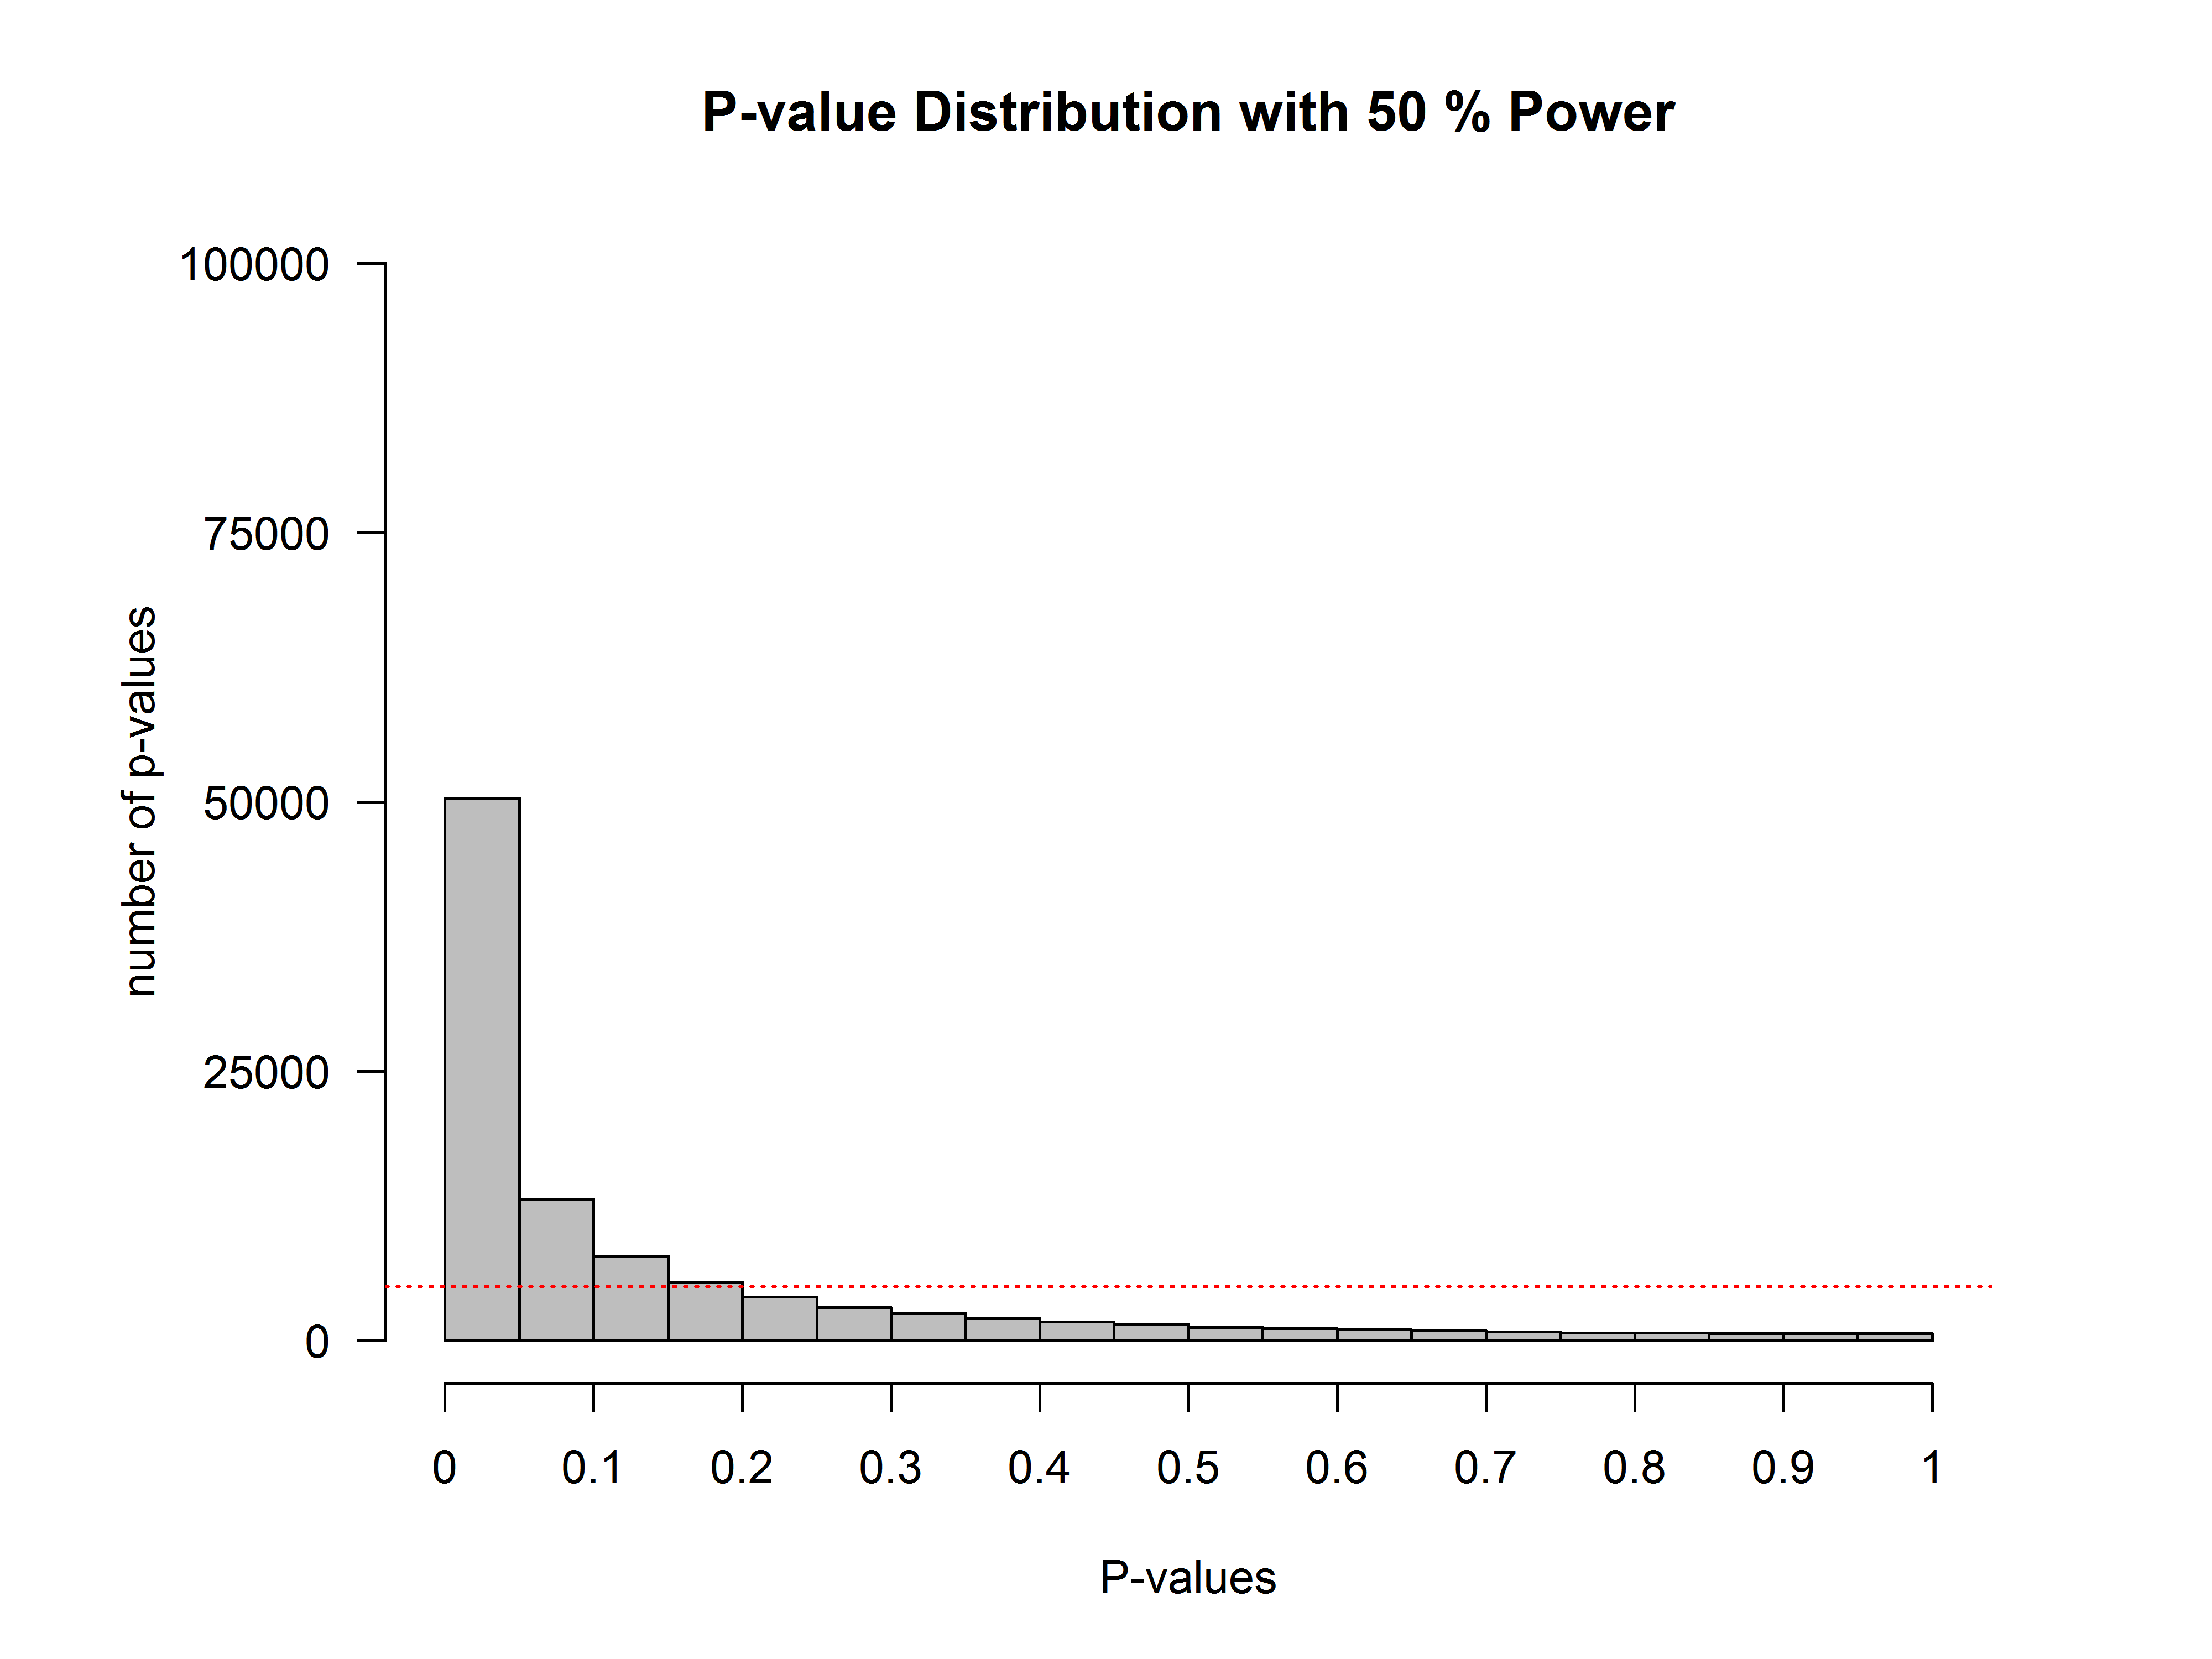 P-value Distribution with 50 % Power
100000
75000
50000
25000
0
number of p-values
0 0.1 0.2 0.3 0.4 0.5 0.6 0.7 0.8 0.9 1
P-values